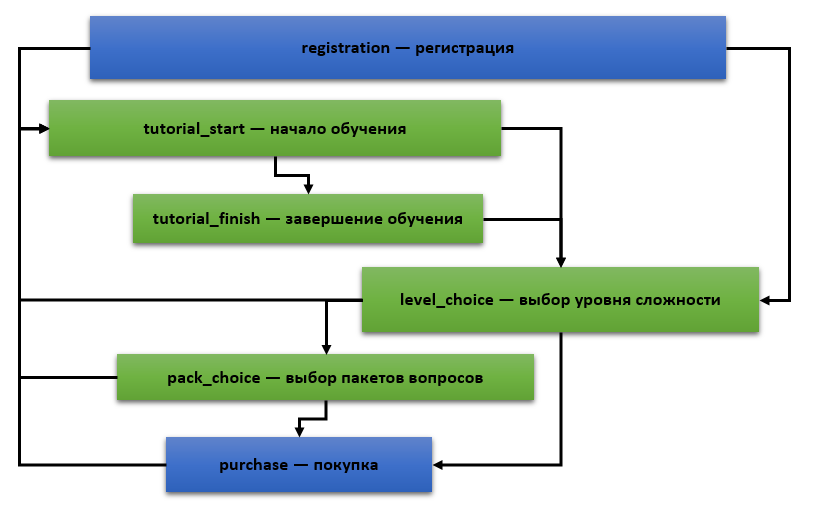 registration — регистрация
tutorial_start — начало обучения
tutorial_finish — завершение обучения
level_choice — выбор уровня сложности
pack_choice — выбор пакетов вопросов
purchase — покупка